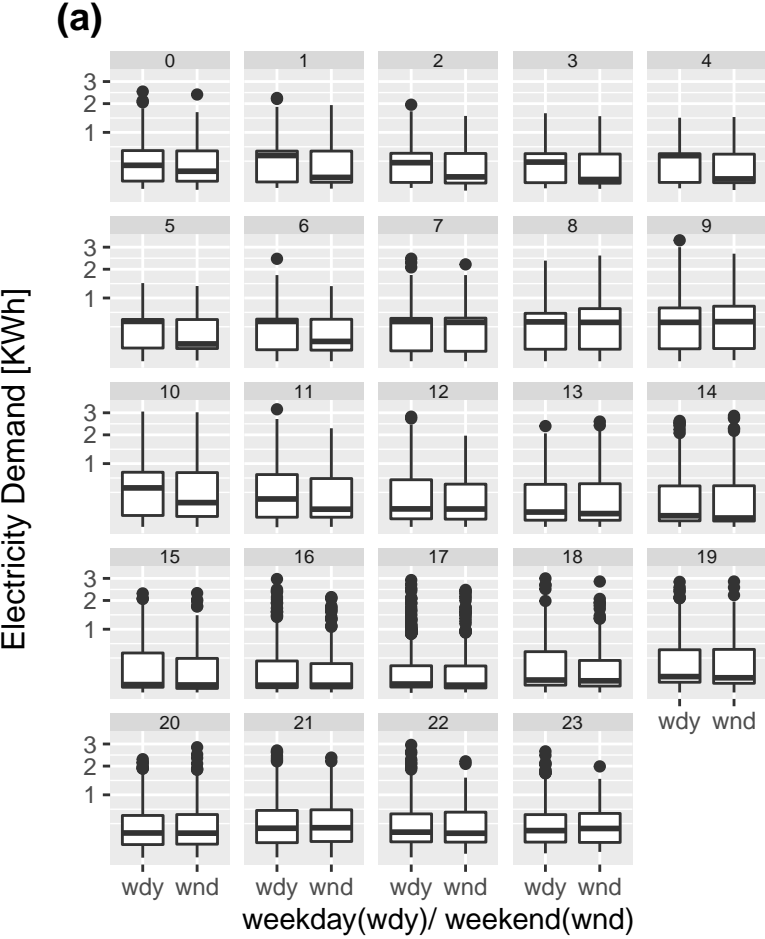 (a)
0 1 2 3 4
3
2
1
5 6 7 8 9
3
2
1
Electricity Demand [KWh]
10 11 12 13 14
3
2
1
15 16 17 18 19
3
2
1
wdy wnd
20 21 22 23
3
2
1
wdy wnd wdy wnd wdy wnd wdy wnd
weekday(wdy)/ weekend(wnd)